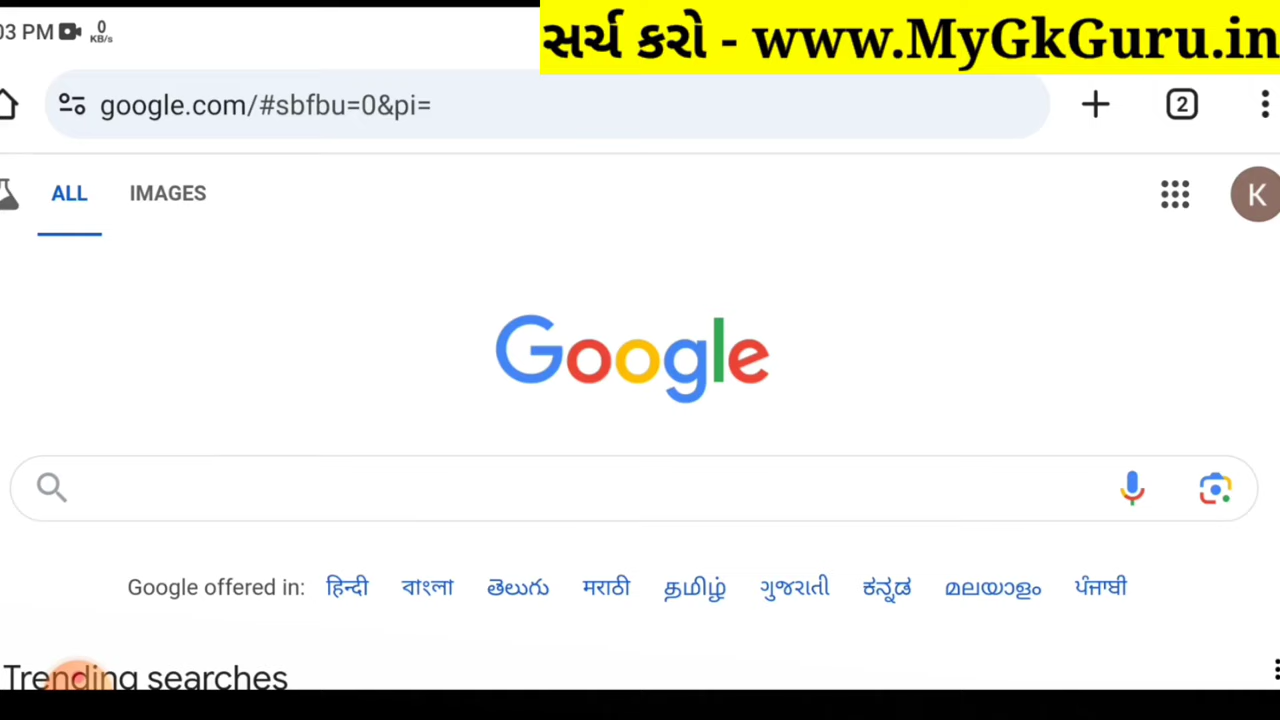 સર્ચ કરો - www.MyGkGuru.in
03 PM 0 KB/s
google.com/#sbfbu=0&pi=
2
ALL IMAGES
K
Google
Google offered in: हिन्दी বাংলা తెలుగు मराठी தமிழ் ગુજરાતી ಕನ್ನಡ മലയാളം ਪੰਜਾਬੀ
Trending searches